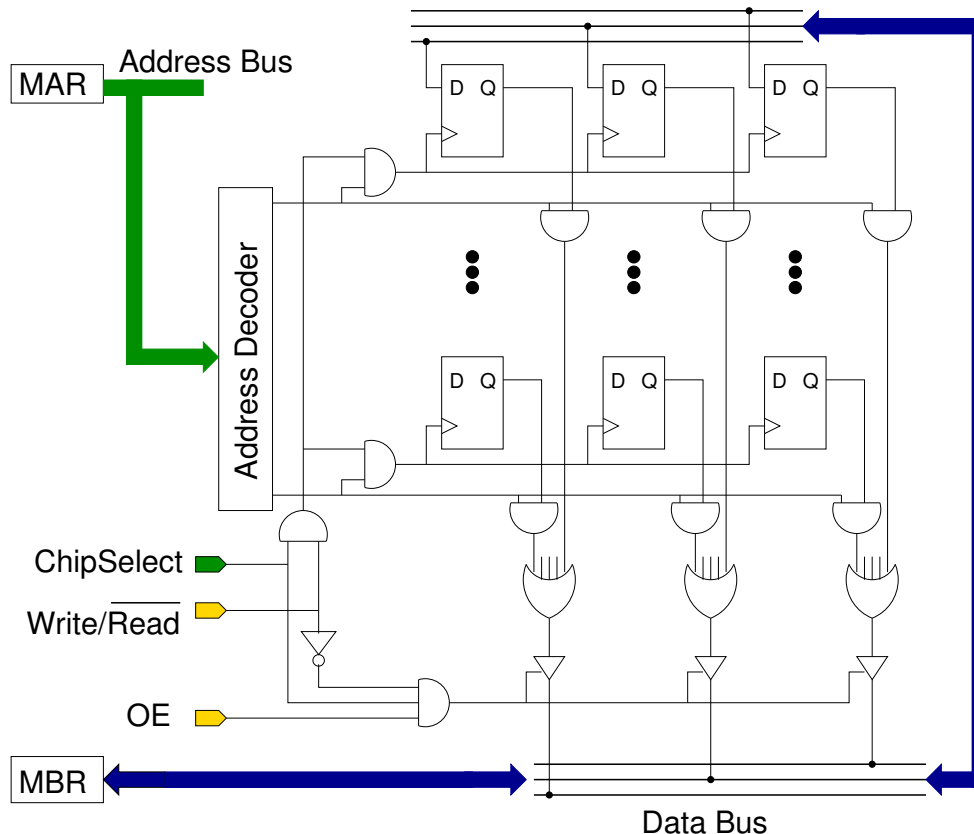 Address Bus
MAR
D Q D Q D Q
Address Decoder
D Q D Q D Q
ChipSelect
Write/Read
OE
MBR
Data Bus